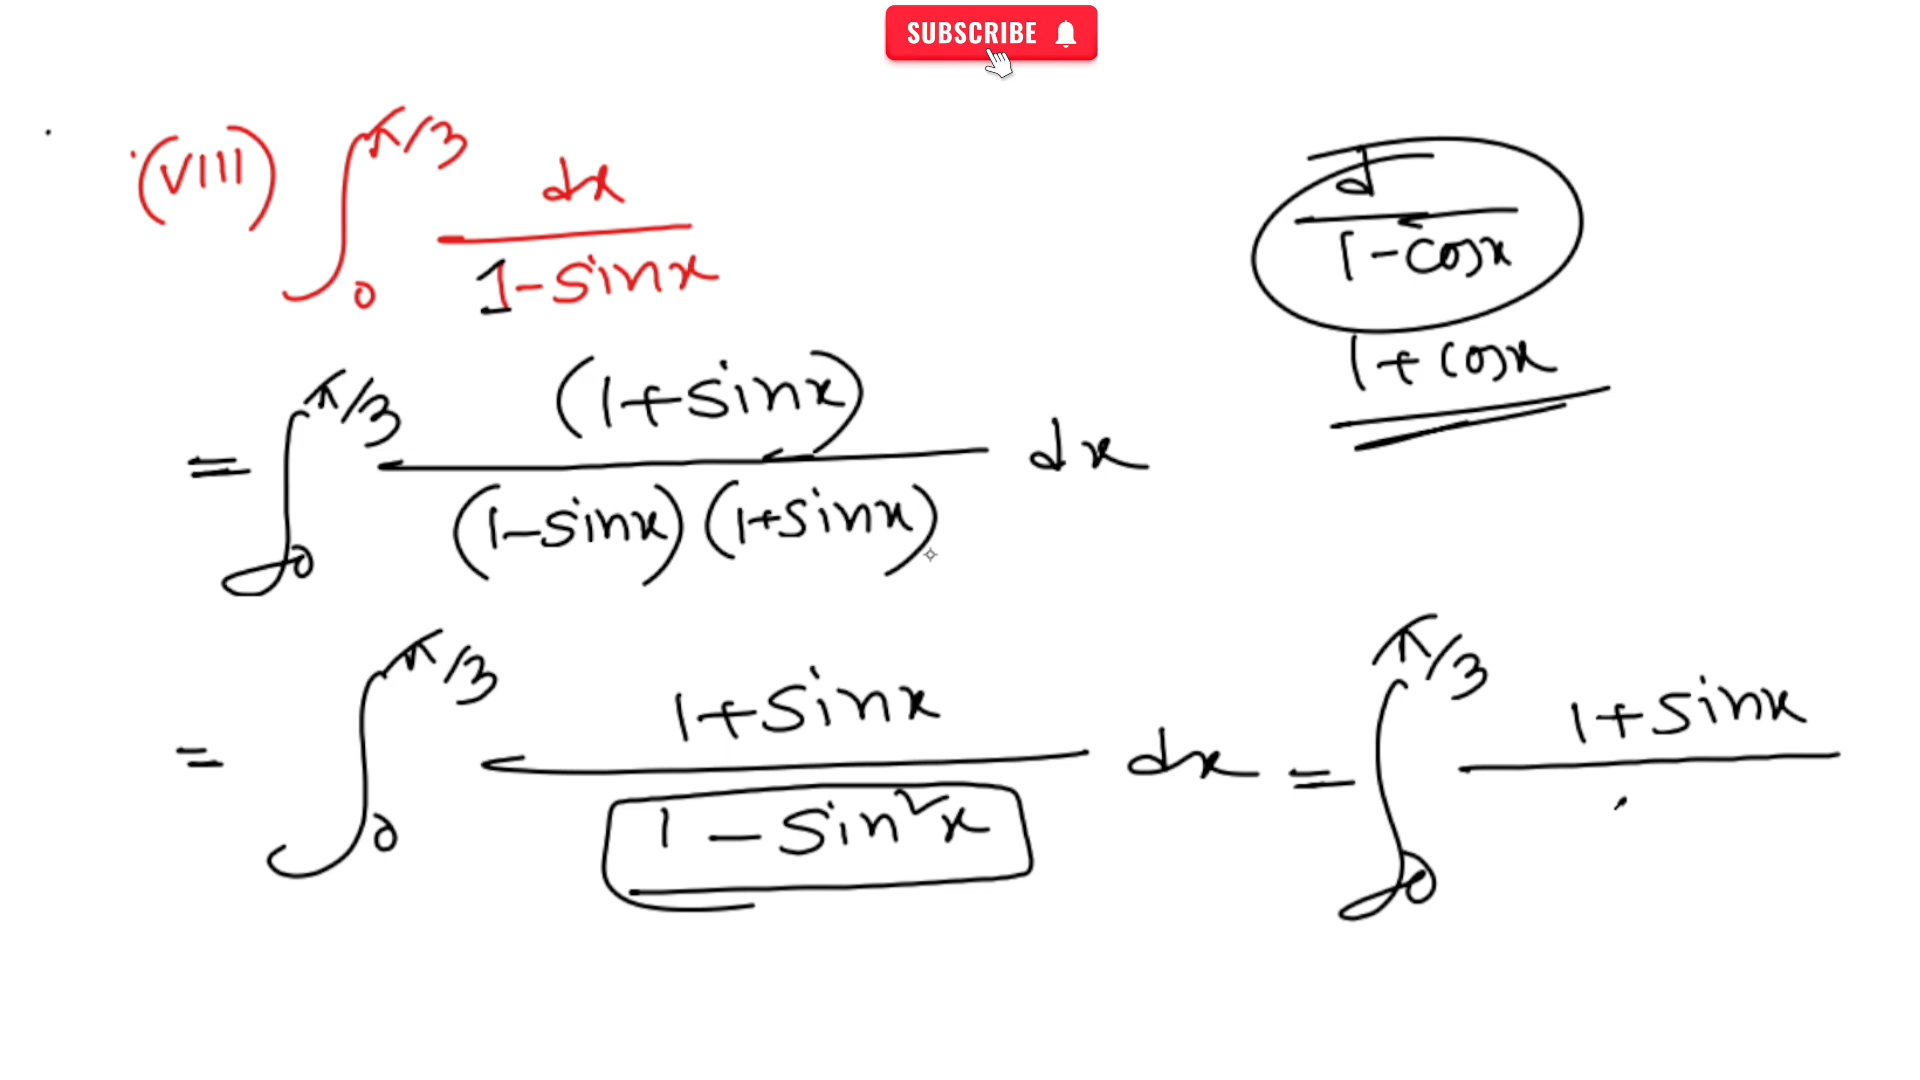 SUBSCRIBE
(VIII) ∫₀^π/3 dx / 1-sinx
d / 1-cosx
1+cosx
= ∫₀^π/3 (1+sinx) / (1-sinx)(1+sinx) dx
= ∫₀^π/3 1+sinx / 1-sin²x dx = ∫₀^π/3 1+sinx /